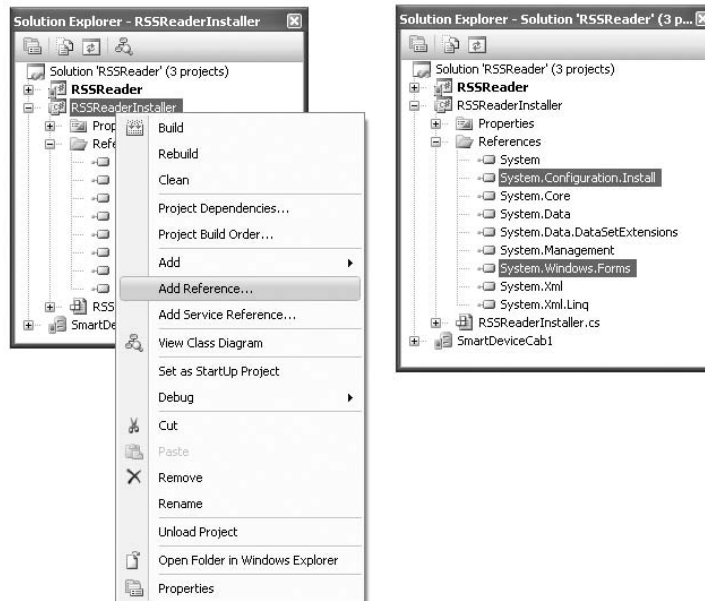 Solution Explorer - RSSReaderInstaller
Solution 'RSSReader' (3 projects)
RSSReader
RSSReaderInstaller
Prop
Refe
RSS
SmartDe
Build
Rebuild
Clean
Project Dependencies...
Project Build Order...
Add
Add Reference...
Add Service Reference...
View Class Diagram
Set as StartUp Project
Debug
Cut
Paste
Remove
Rename
Unload Project
Open Folder in Windows Explorer
Properties
Solution Explorer - Solution 'RSSReader' (3 p...
Solution 'RSSReader' (3 projects)
RSSReader
RSSReaderInstaller
Properties
References
System
System.Configuration.Install
System.Core
System.Data
System.Data.DataSetExtensions
System.Management
System.Windows.Forms
System.Xml
System.Xml.Linq
RSSReaderInstaller.cs
SmartDeviceCab1